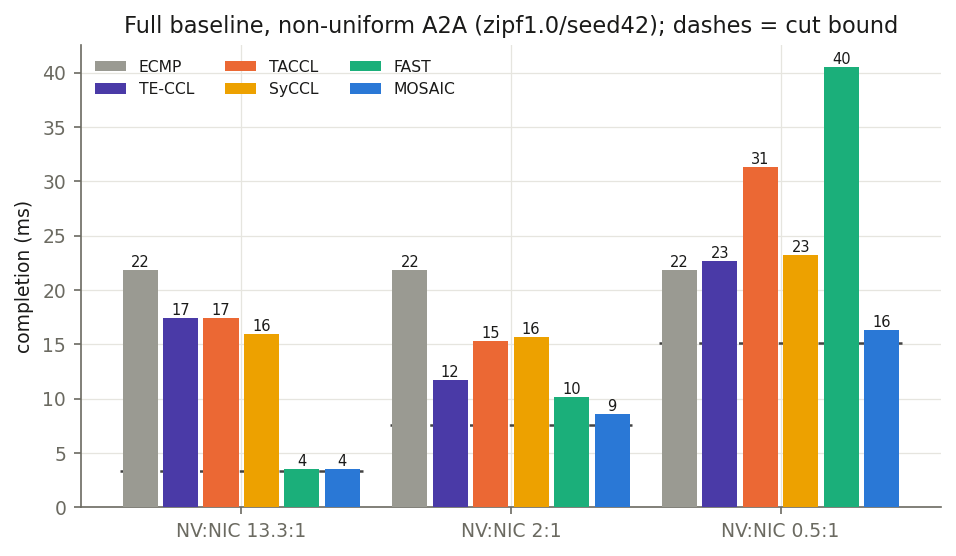 Full baseline, non-uniform A2A (zipf1.0/seed42); dashes = cut bound
ECMP TACCL FAST
TE-CCL SyCCL MOSAIC
completion (ms)
40
35
30
25
20
15
10
5
0
22 17 17 16 4 4
22 12 15 16 10 9
22 23 31 23 40 16
NV:NIC 13.3:1 NV:NIC 2:1 NV:NIC 0.5:1